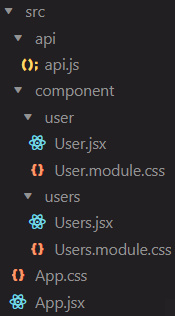 src
api
api.js
component
user
User.jsx
User.module.css
users
Users.jsx
Users.module.css
App.css
App.jsx